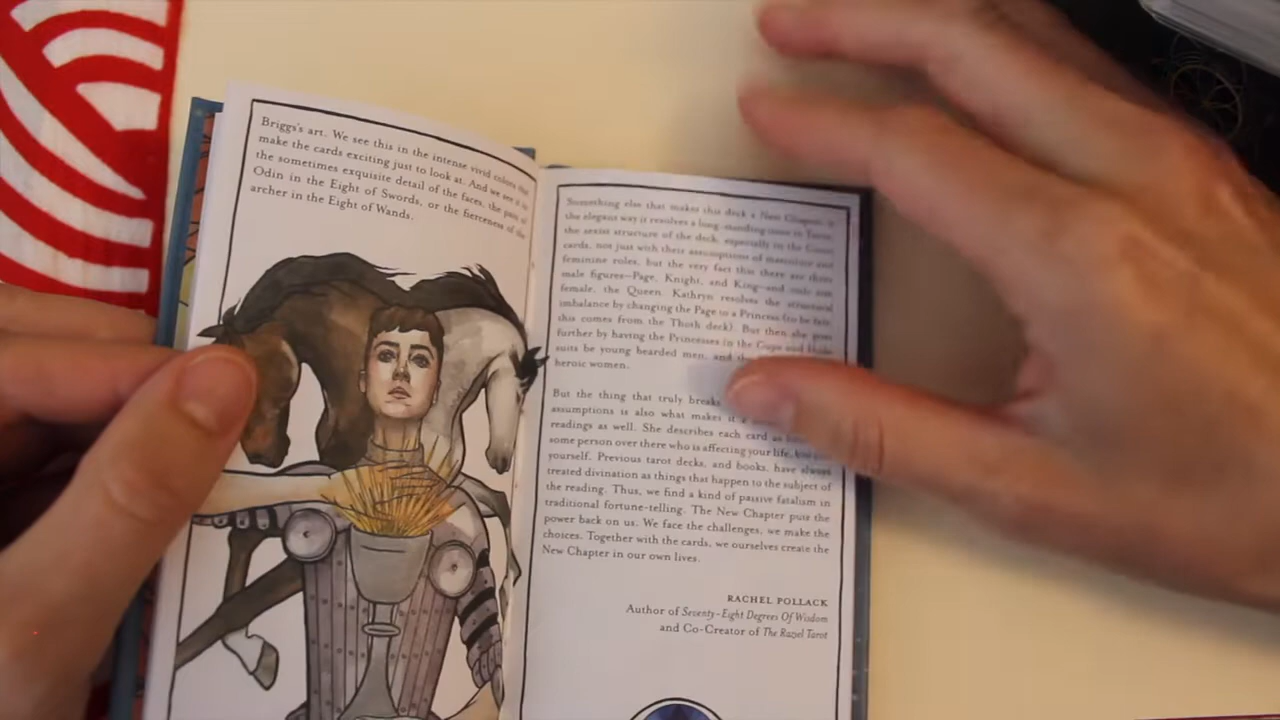 Briggs's art. We see this in the intense vivid colors that
make the cards exciting just to look at. And we see it in
the sometimes exquisite detail of the faces, the pain of
Odin in the Eight of Swords, or the fierceness of the
archer in the Eight of Wands.
Something else that makes this deck a New Chapter is
the elegant way it resolves a long-standing issue in Tarot,
the sexist structure of the deck, especially in the Court
cards, not just with their assumptions of masculine and
feminine roles, but the very fact that there are three
male figures—Page, Knight, and King—and only one
female, the Queen. Kathryn resolves the structural
imbalance by changing the Page to a Princess (to be fair,
this comes from the Thoth deck). But then she goes
further by having the Princesses in the Cups and
suits be young bearded men, and
heroic women.
But the thing that truly breaks
assumptions is also what makes it
readings as well. She describes each card as
some person over there who is affecting your life, but
yourself. Previous tarot decks, and books, have always
treated divination as things that happen to the subject of
the reading. Thus, we find a kind of passive fatalism in
traditional fortune-telling. The New Chapter puts the
power back on us. We face the challenges, we make the
choices. Together with the cards, we ourselves create the
New Chapter in our own lives.
RACHEL POLLACK
Author of Seventy-Eight Degrees Of Wisdom
and Co-Creator of The Raziel Tarot